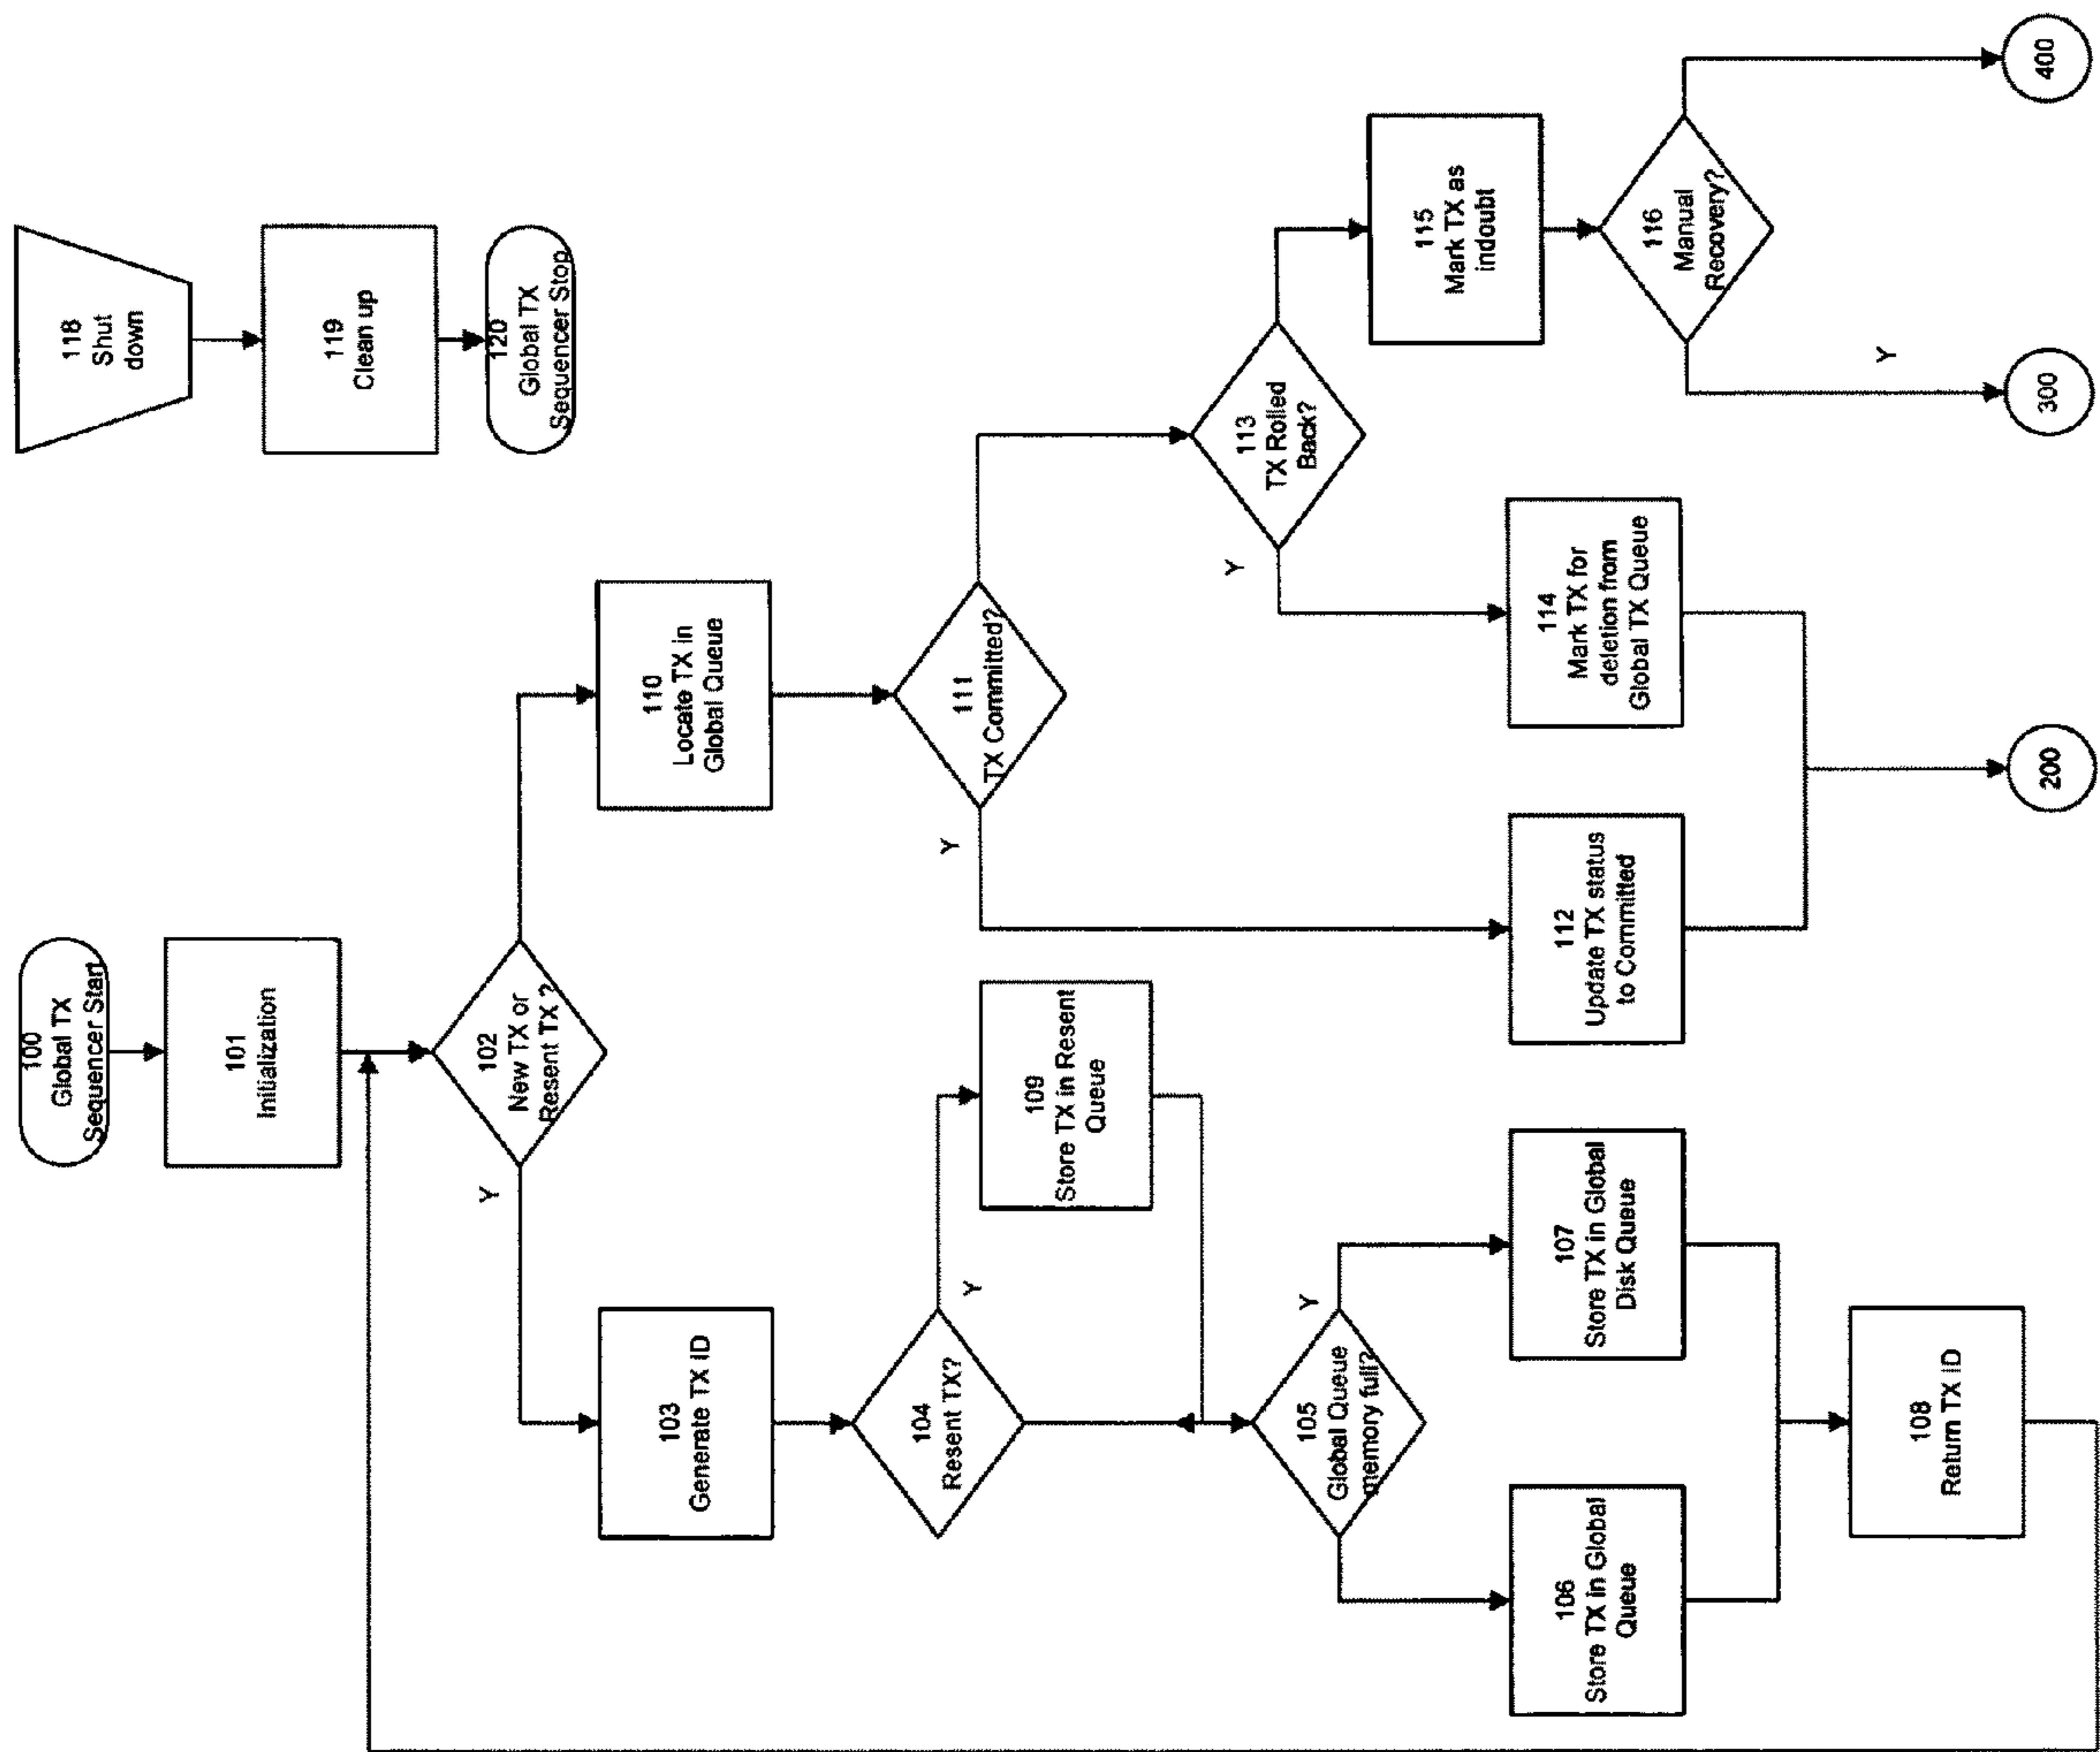 100
Global TX
Sequencer Start
101
Initialization
102
New TX or
Resent TX ?
Y
103
Generate TX ID
104
Resent TX?
Y
109
Store TX in Resent
Queue
105
Global Queue
memory full?
Y
106
Store TX in Global
Queue
107
Store TX in Global
Disk Queue
108
Return TX ID
110
Locate TX in
Global Queue
111
TX Committed?
Y
112
Update TX status
to Committed
113
TX Rolled
Back?
Y
114
Mark TX for
deletion from
Global TX Queue
115
Mark TX as
indoubt
116
Manual
Recovery?
Y
200
300
400
118
Shut
down
119
Clean up
120
Global TX
Sequencer Stop